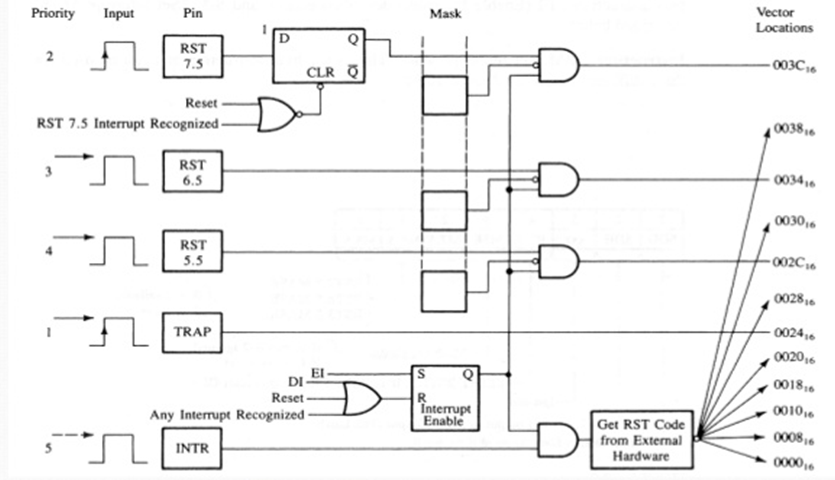 Priority Input Pin Mask Vector Locations
2 RST 7.5 1 D Q 003C16
CLR Q̅
Reset
RST 7.5 Interrupt Recognized
003816
3 RST 6.5 003416
003016
4 RST 5.5 002C16
002816
1 TRAP 002416
002016
EI S Q
DI
Reset R
001816
Interrupt Enable
Any Interrupt Recognized
001016
5 INTR
Get RST Code
from External
Hardware
000816
000016